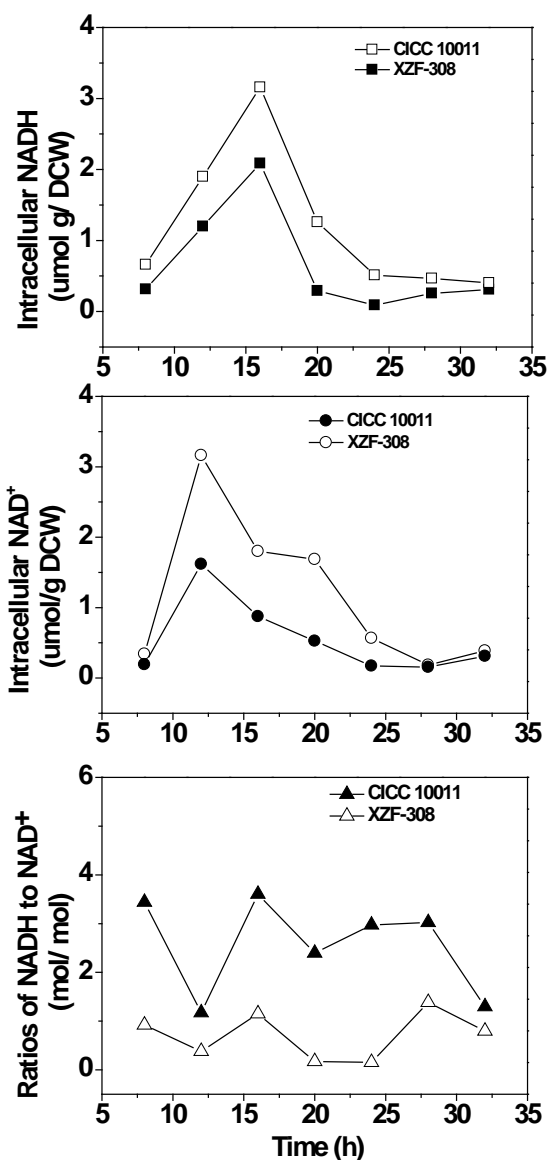 4
3
2
1
0
Intracellular NADH
(umol g/ DCW)
CICC 10011
XZF-308
5 10 15 20 25 30 35
4
3
2
1
0
Intracellular NAD+
(umol/g DCW)
CICC 10011
XZF-308
5 10 15 20 25 30 35
6
4
2
0
Ratios of NADH to NAD+
(mol/ mol)
CICC 10011
XZF-308
5 10 15 20 25 30 35
Time (h)